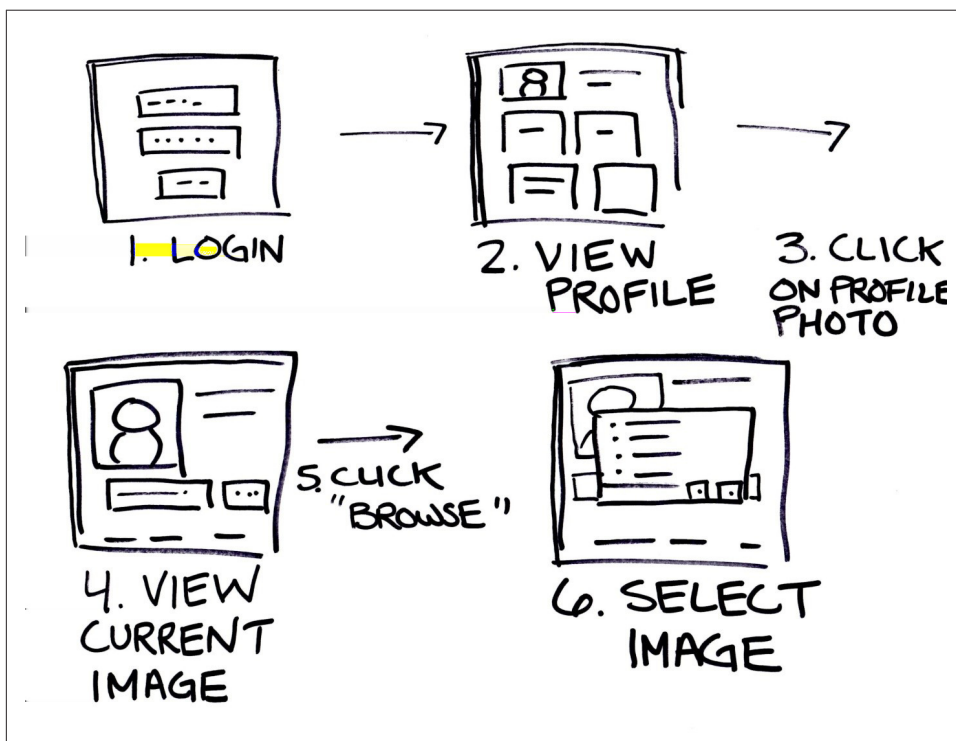 1. LOGIN
2. VIEW
PROFILE
3. CLICK
ON PROFILE
PHOTO
4. VIEW
CURRENT
IMAGE
5. CLICK
"BROWSE"
6. SELECT
IMAGE